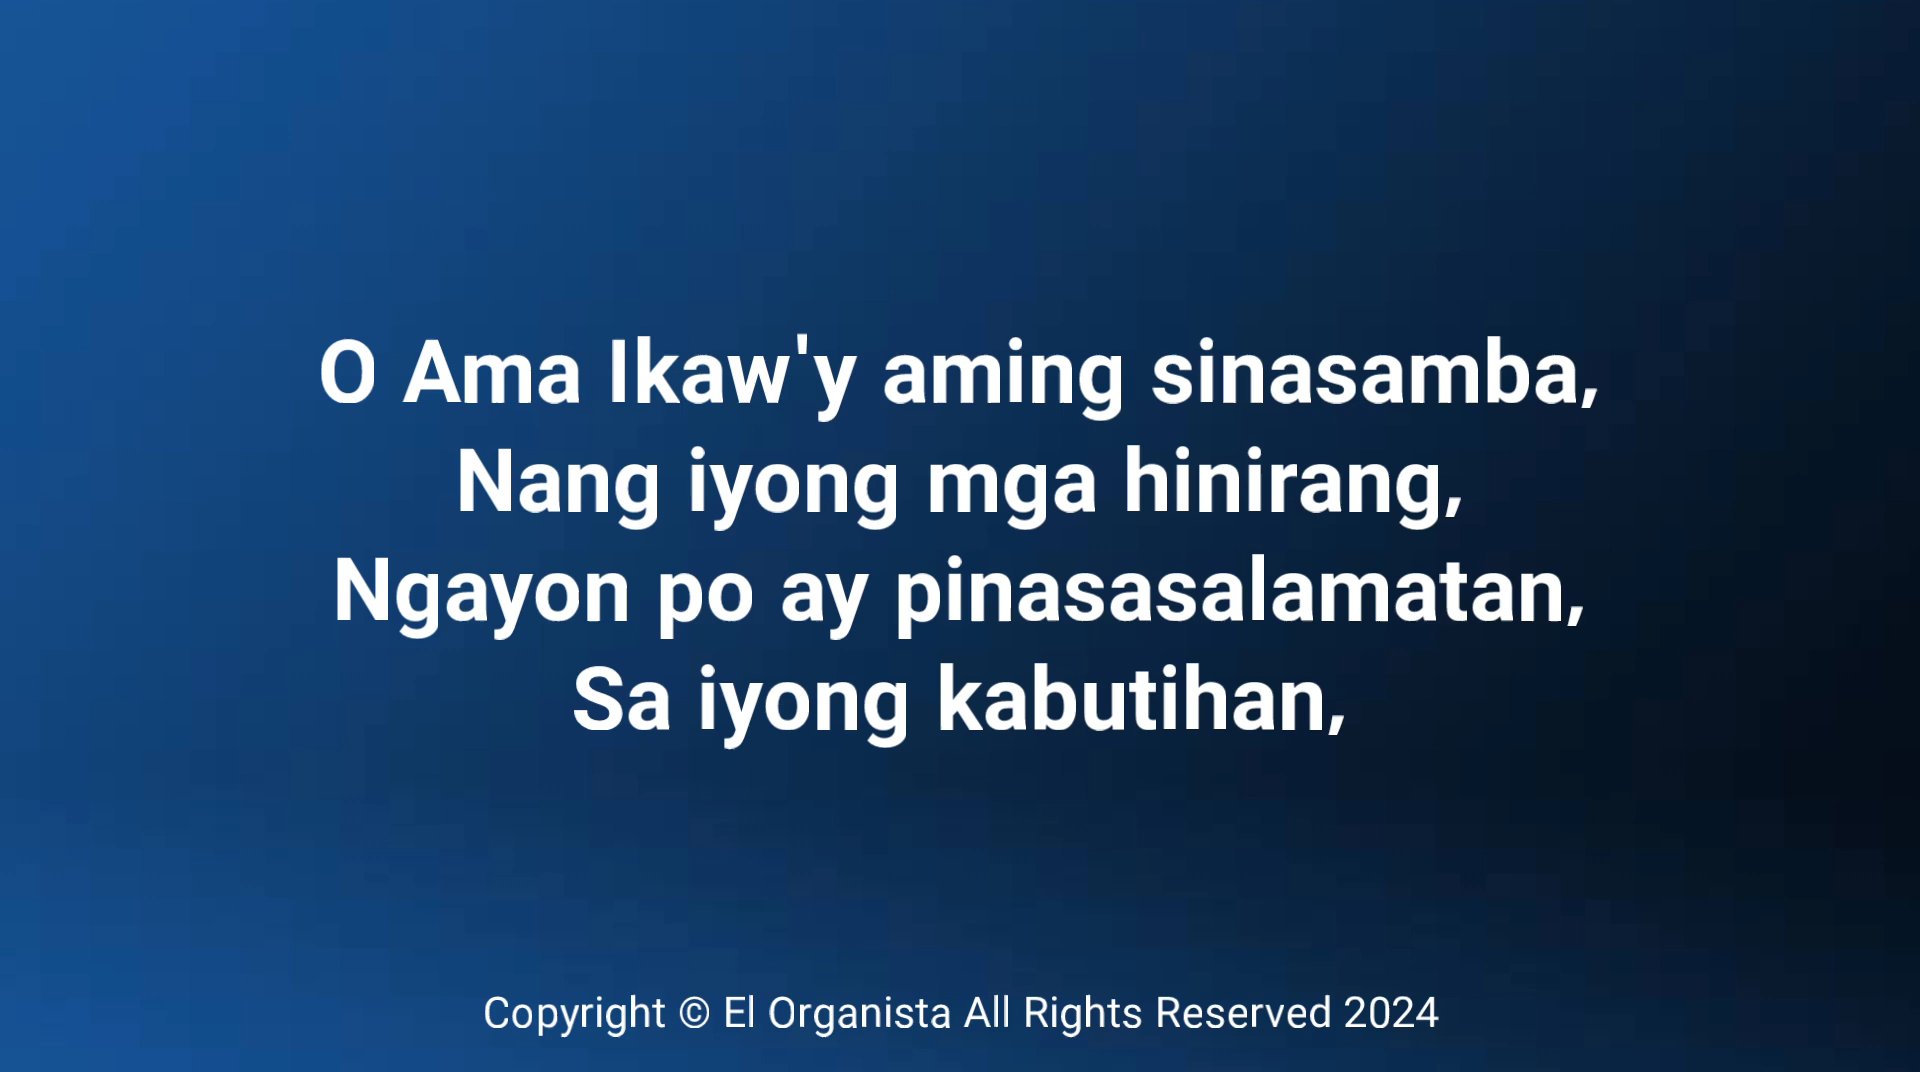 O Ama Ikaw'y aming sinasamba,
Nang iyong mga hinirang,
Ngayon po ay pinasasalamatan,
Sa iyong kabutihan,
Copyright © El Organista All Rights Reserved 2024